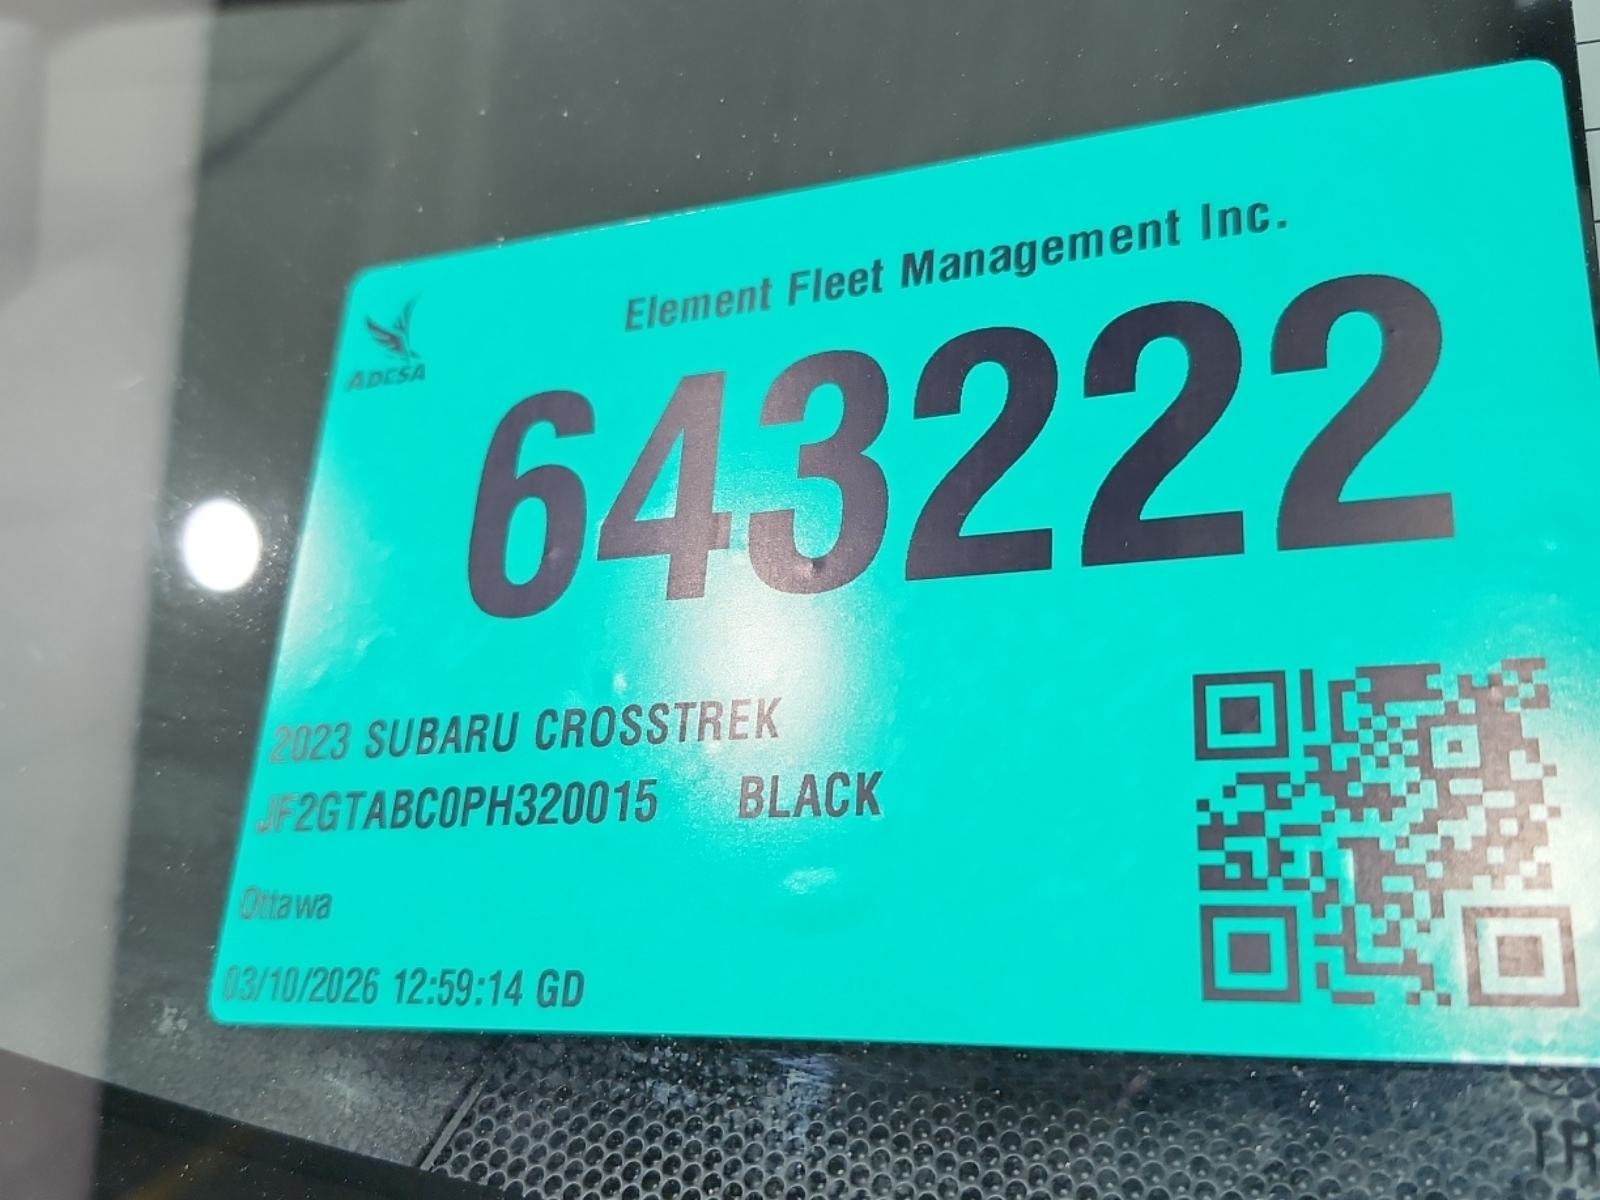 Element Fleet Management Inc.
ADESA
643222
2023 SUBARU CROSSTREK
JF2GTABC0PH320015 BLACK
Ottawa
03/10/2026 12:59:14 GD